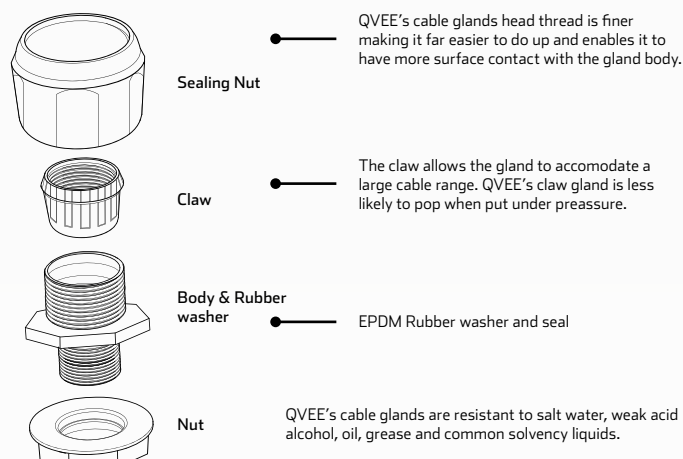 QVEE's cable glands head thread is finer
making it far easier to do up and enables it to
have more surface contact with the gland body.
Sealing Nut
The claw allows the gland to accomodate a
large cable range. QVEE's claw gland is less
likely to pop when put under preassure.
Claw
Body & Rubber
washer
EPDM Rubber washer and seal
Nut
QVEE's cable glands are resistant to salt water, weak acid
alcohol, oil, grease and common solvency liquids.